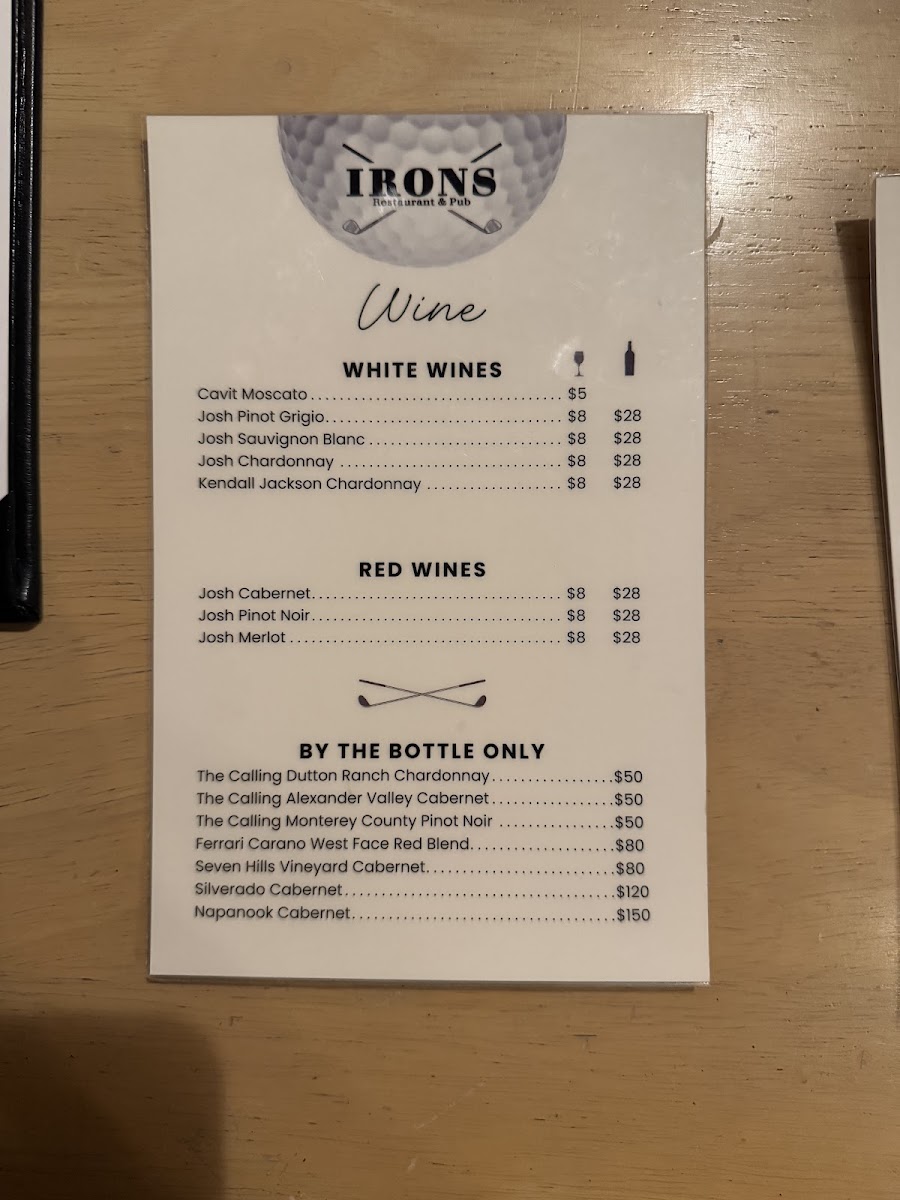 IRONS
Restaurant & Pub
Wine
WHITE WINES
Cavit Moscato ........................ $5
Josh Pinot Grigio ........................ $8 $28
Josh Sauvignon Blanc ........................ $8 $28
Josh Chardonnay ........................ $8 $28
Kendall Jackson Chardonnay ........................ $8 $28
RED WINES
Josh Cabernet ........................ $8 $28
Josh Pinot Noir ........................ $8 $28
Josh Merlot ........................ $8 $28
BY THE BOTTLE ONLY
The Calling Dutton Ranch Chardonnay ................ $50
The Calling Alexander Valley Cabernet ................ $50
The Calling Monterey County Pinot Noir ................ $50
Ferrari Carano West Face Red Blend ................ $80
Seven Hills Vineyard Cabernet ................ $80
Silverado Cabernet ................ $120
Napanook Cabernet ................ $150